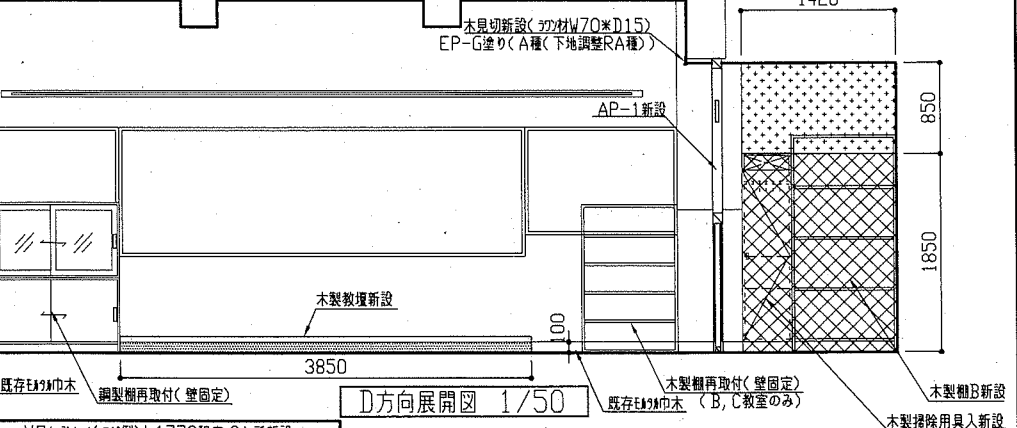 1420
木見切新設(ﾗﾜﾝ材W70*D15)
EP-G塗り(A種(下地調整RA種))
AP-1新設
850
1850
木製教壇新設
100
3850
既存ﾓﾙﾀﾙ巾木
鋼製棚再取付(壁固定)
D方向展開図 1/50
既存ﾓﾙﾀﾙ巾木
木製棚再取付(壁固定)
(B,C教室のみ)
木製棚B新設
木製掃除用具入新設